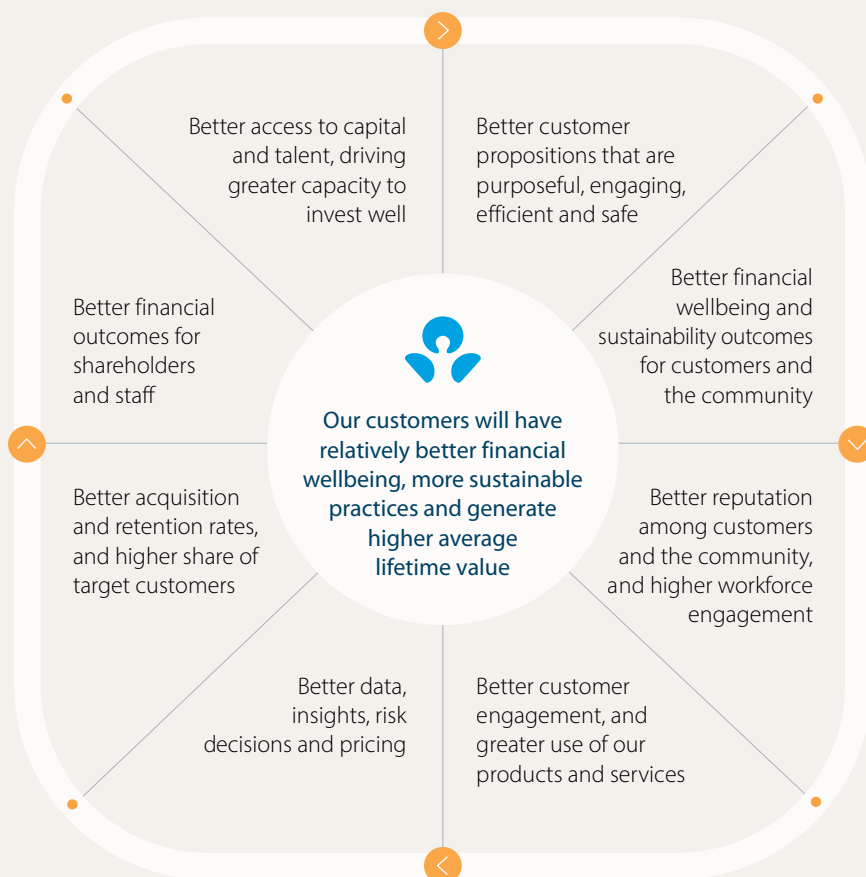 Better access to capital
and talent, driving
greater capacity to
invest well
Better customer
propositions that are
purposeful, engaging,
efficient and safe
Better financial
wellbeing and
sustainability outcomes
for customers and
the community
Better reputation
among customers
and the community,
and higher workforce
engagement
Better customer
engagement, and
greater use of our
products and services
Better data,
insights, risk
decisions and pricing
Better acquisition
and retention rates,
and higher share of
target customers
Better financial
outcomes for
shareholders
and staff
Our customers will have
relatively better financial
wellbeing, more sustainable
practices and generate
higher average
lifetime value